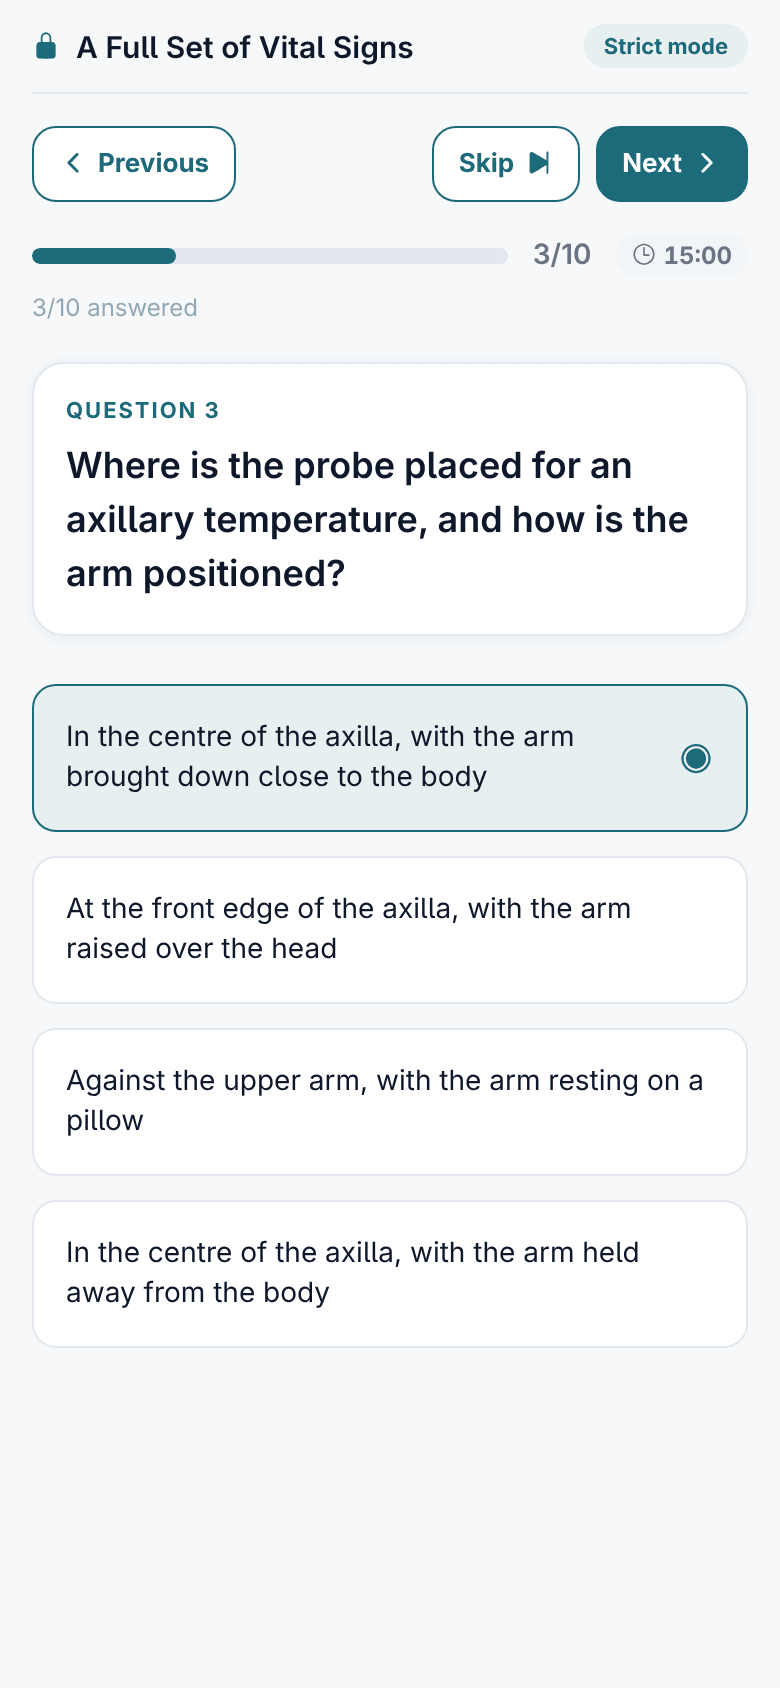 A Full Set of Vital Signs
Strict mode
Previous
Skip
Next
3/10
15:00
3/10 answered
QUESTION 3
Where is the probe placed for an
axillary temperature, and how is the
arm positioned?
In the centre of the axilla, with the arm
brought down close to the body
At the front edge of the axilla, with the arm
raised over the head
Against the upper arm, with the arm resting on a
pillow
In the centre of the axilla, with the arm held
away from the body